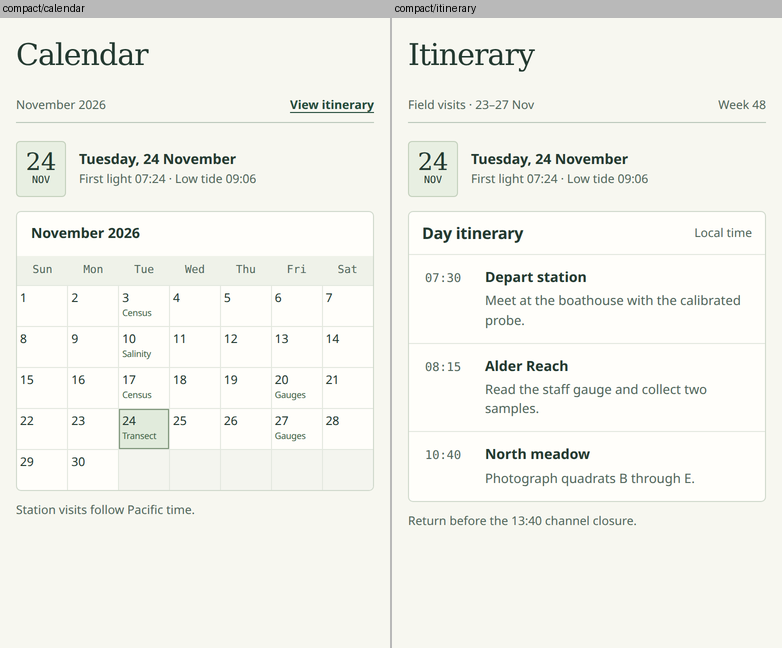 compact/calendar
Calendar
November 2026 View itinerary
24
NOV
Tuesday, 24 November
First light 07:24 · Low tide 09:06
November 2026
Sun Mon Tue Wed Thu Fri Sat
1 2 3 4 5 6 7
Census
8 9 10 11 12 13 14
Salinity
15 16 17 18 19 20 21
Census Gauges
22 23 24 25 26 27 28
Transect Gauges
29 30
Station visits follow Pacific time.
compact/itinerary
Itinerary
Field visits · 23–27 Nov Week 48
24
NOV
Tuesday, 24 November
First light 07:24 · Low tide 09:06
Day itinerary Local time
07:30 Depart station
Meet at the boathouse with the calibrated
probe.
08:15 Alder Reach
Read the staff gauge and collect two
samples.
10:40 North meadow
Photograph quadrats B through E.
Return before the 13:40 channel closure.